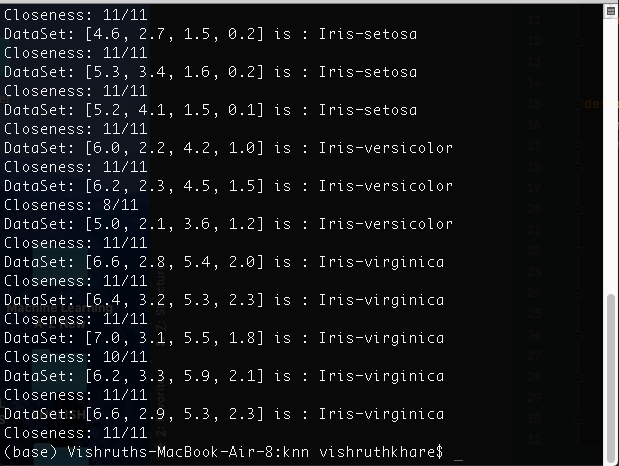 Closeness: 11/11
DataSet: [4.6, 2.7, 1.5, 0.2] is : Iris-setosa
Closeness: 11/11
DataSet: [5.3, 3.4, 1.6, 0.2] is : Iris-setosa
Closeness: 11/11
DataSet: [5.2, 4.1, 1.5, 0.1] is : Iris-setosa
Closeness: 11/11
DataSet: [6.0, 2.2, 4.2, 1.0] is : Iris-versicolor
Closeness: 11/11
DataSet: [6.2, 2.3, 4.5, 1.5] is : Iris-versicolor
Closeness: 8/11
DataSet: [5.0, 2.1, 3.6, 1.2] is : Iris-versicolor
Closeness: 11/11
DataSet: [6.6, 2.8, 5.4, 2.0] is : Iris-virginica
Closeness: 11/11
DataSet: [6.4, 3.2, 5.3, 2.3] is : Iris-virginica
Closeness: 11/11
DataSet: [7.0, 3.1, 5.5, 1.8] is : Iris-virginica
Closeness: 10/11
DataSet: [6.2, 3.3, 5.9, 2.1] is : Iris-virginica
Closeness: 11/11
DataSet: [6.6, 2.9, 5.3, 2.3] is : Iris-virginica
Closeness: 11/11
(base) Vishruths-MacBook-Air-8:knn vishruthkhare$ _